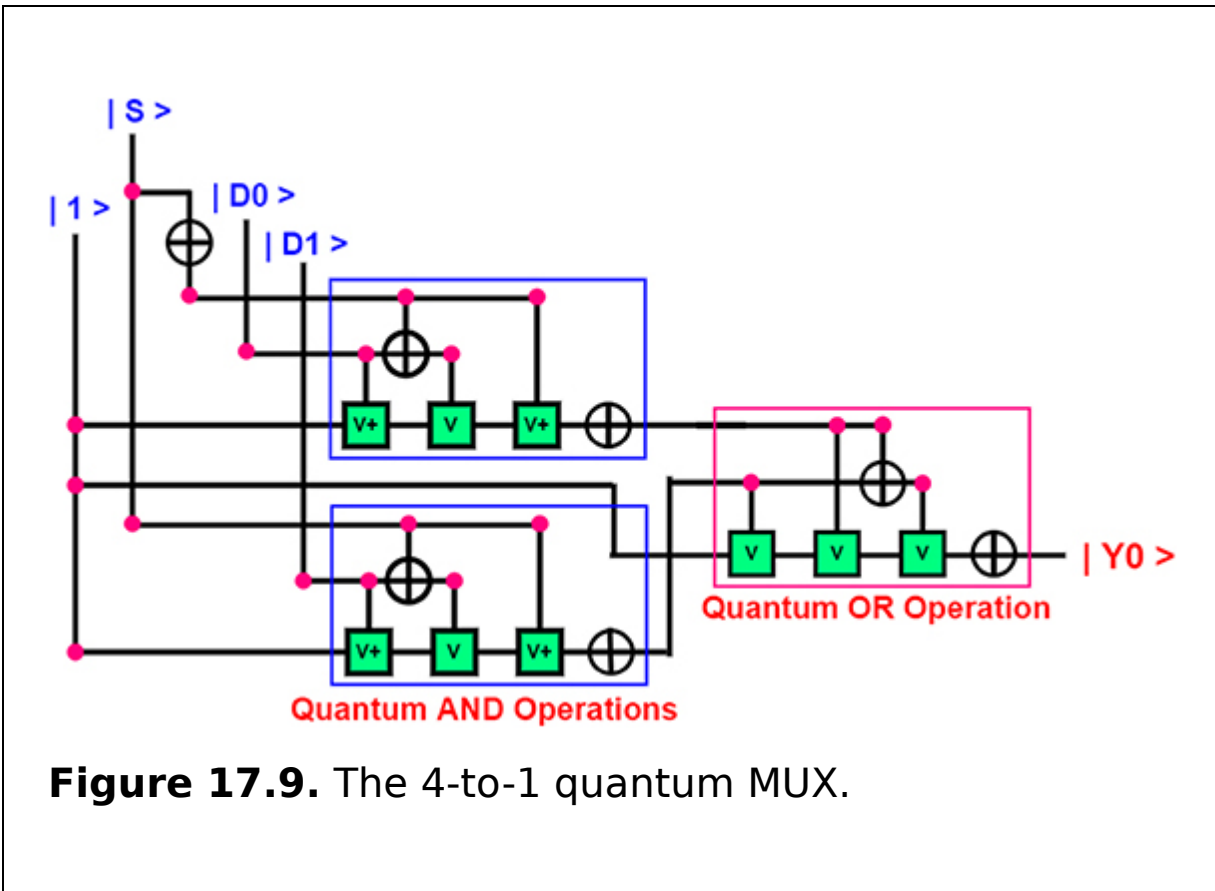 | S >
| 1 >
| D0 >
| D1 >
V+ V V+
V V V
| Y0 >
Quantum OR Operation
V+ V V+
Quantum AND Operations
Figure 17.9. The 4-to-1 quantum MUX.